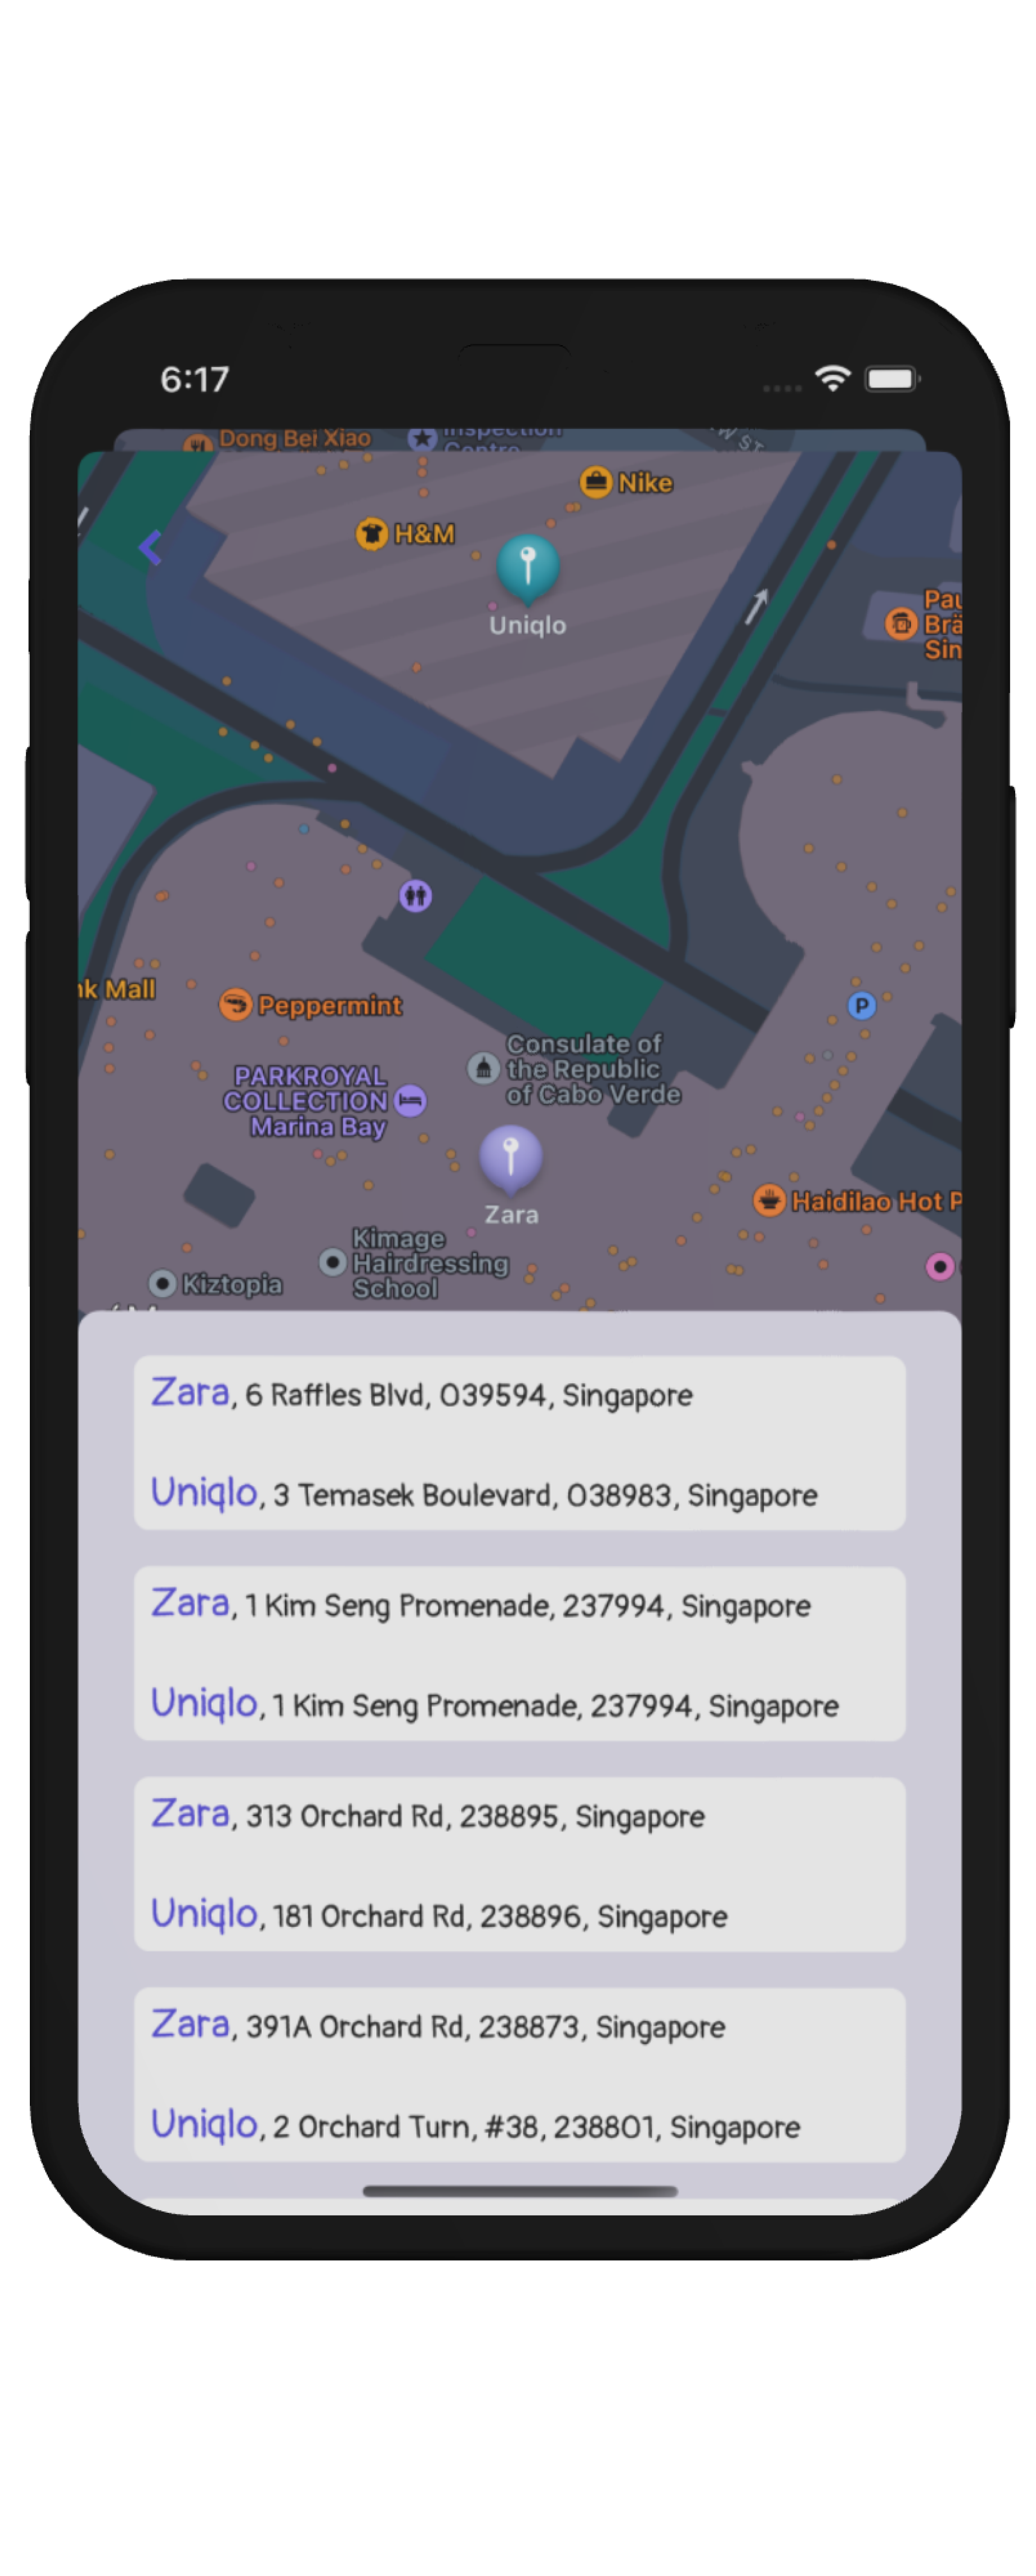 6:17
Dong Bei Xiao
Inspection
Centre
W ST
Nike
H&M
Uniqlo
Pau
Brä
Sin
nk Mall
Peppermint
P
Consulate of
the Republic
of Cabo Verde
PARKROYAL
COLLECTION
Marina Bay
Zara
Haidilao Hot P
Kimage
Hairdressing
School
Kiztopia
Zara, 6 Raffles Blvd, 039594, Singapore
Uniqlo, 3 Temasek Boulevard, 038983, Singapore
Zara, 1 Kim Seng Promenade, 237994, Singapore
Uniqlo, 1 Kim Seng Promenade, 237994, Singapore
Zara, 313 Orchard Rd, 238895, Singapore
Uniqlo, 181 Orchard Rd, 238896, Singapore
Zara, 391A Orchard Rd, 238873, Singapore
Uniqlo, 2 Orchard Turn, #38, 238801, Singapore